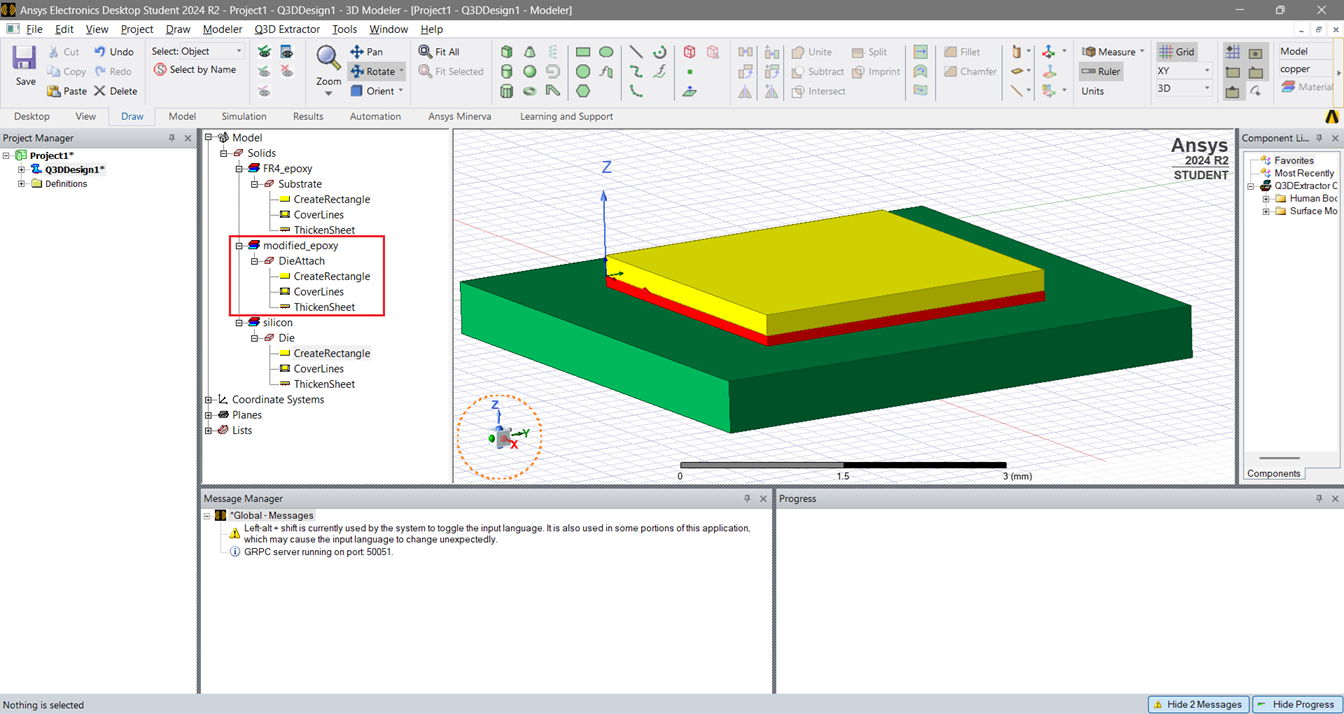 Ansys Electronics Desktop Student 2024 R2 - Project1 - Q3DDesign1 - 3D Modeler - [Project1 - Q3DDesign1 - Modeler]
File Edit View Project Draw Modeler Q3D Extractor Tools Window Help
Save
Cut
Copy
Paste
Undo
Redo
Delete
Select: Object
Select by Name
Zoom
Pan
Rotate
Orient
Fit All
Fit Selected
Unite
Subtract
Intersect
Split
Imprint
Fillet
Chamfer
Measure
Ruler
Units
Grid
XY
3D
Model
copper
Material
Desktop View Draw Model Simulation Results Automation Ansys Minerva Learning and Support
Project Manager
Project1*
Q3DDesign1*
Definitions
Model
Solids
FR4_epoxy
Substrate
CreateRectangle
CoverLines
ThickenSheet
modified_epoxy
DieAttach
CreateRectangle
CoverLines
ThickenSheet
silicon
Die
CreateRectangle
CoverLines
ThickenSheet
Coordinate Systems
Planes
Lists
Z
Ansys
2024 R2
STUDENT
Z
Y
X
0 1.5 3 (mm)
Component Li...
Favorites
Most Recently
Q3DExtractor C
Human Boc
Surface Mo
Components
Message Manager
*Global - Messages
Left-alt + shift is currently used by the system to toggle the input language. It is also used in some portions of this application,
which may cause the input language to change unexpectedly.
GRPC server running on port: 50051.
Progress
Nothing is selected
Hide 2 Messages
Hide Progress